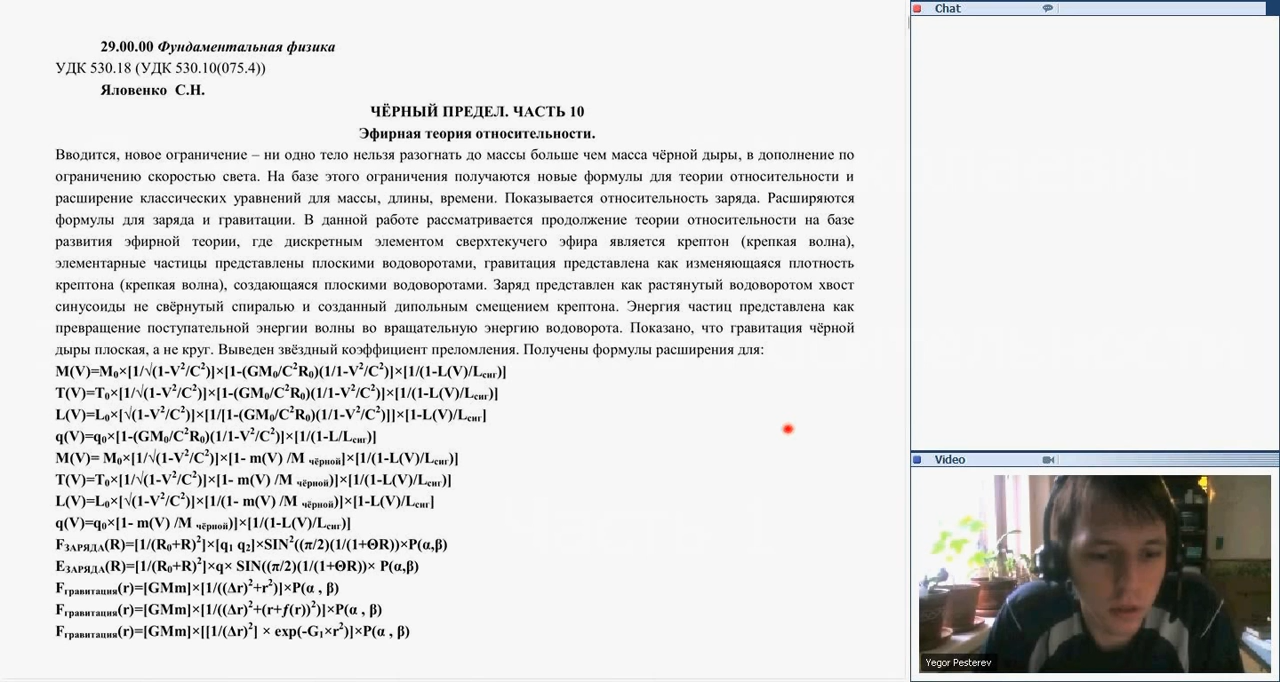 29.00.00 Фундаментальная физика
УДК 530.18 (УДК 530.10(075.4))
Яловенко С.Н.
ЧЁРНЫЙ ПРЕДЕЛ. ЧАСТЬ 10
Эфирная теория относительности.
Вводится, новое ограничение – ни одно тело нельзя разогнать до массы больше чем масса чёрной дыры, в дополнение по
ограничению скоростью света. На базе этого ограничения получаются новые формулы для теории относительности и
расширение классических уравнений для массы, длины, времени. Показывается относительность заряда. Расширяются
формулы для заряда и гравитации. В данной работе рассматривается продолжение теории относительности на базе
развития эфирной теории, где дискретным элементом сверхтекучего эфира является крептон (крепкая волна),
элементарные частицы представлены плоскими водоворотами, гравитация представлена как изменяющаяся плотность
крептона (крепкая волна), создающаяся плоскими водоворотами. Заряд представлен как растянутый водоворотом хвост
синусоиды не свёрнутый спиралью и созданный дипольным смещением крептона. Энергия частиц представлена как
превращение поступательной энергии волны во вращательную энергию водоворота. Показано, что гравитация чёрной
дыры плоская, а не круг. Выведен звёздный коэффициент преломления. Получены формулы расширения для:
M(V)=M₀×[1/√(1-V²/C²)]×[1-(GM₀/C²R₀)(1/1-V²/C²)]×[1/(1-L(V)/Lсиг)]
T(V)=T₀×[1/√(1-V²/C²)]×[1-(GM₀/C²R₀)(1/1-V²/C²)]×[1/(1-L(V)/Lсиг)]
L(V)=L₀×[√(1-V²/C²)]×[1/[1-(GM₀/C²R₀)(1/1-V²/C²)]]×[1-L(V)/Lсиг]
q(V)=q₀×[1-(GM₀/C²R₀)(1/1-V²/C²)]×[1/(1-L/Lсиг)]
M(V)= M₀×[1/√(1-V²/C²)]×[1- m(V) /M чёрной]×[1/(1-L(V)/Lсиг)]
T(V)=T₀×[1/√(1-V²/C²)]×[1- m(V) /M чёрной)]×[1/(1-L(V)/Lсиг)]
L(V)=L₀×[√(1-V²/C²)]×[1/(1- m(V) /M чёрной)]×[1-L(V)/Lсиг]
q(V)=q₀×[1- m(V) /M чёрной)]×[1/(1-L(V)/Lсиг)]
FЗАРЯДА(R)=[1/(R₀+R)²]×[q₁ q₂]×SIN²((π/2)(1/(1+ΘR))×P(α,β)
EЗАРЯДА(R)=[1/(R₀+R)²]×q× SIN((π/2)(1/(1+ΘR))× P(α,β)
Fгравитация(r)=[GMm]×[1/((Δr)²+r²)]×P(α , β)
Fгравитация(r)=[GMm]×[1/((Δr)²+(r+ƒ(r))²)]×P(α , β)
Fгравитация(r)=[GMm]×[[1/(Δr)²] × exp(-G₁×r²)]×P(α , β)
Chat
Video
Yegor Pesterev